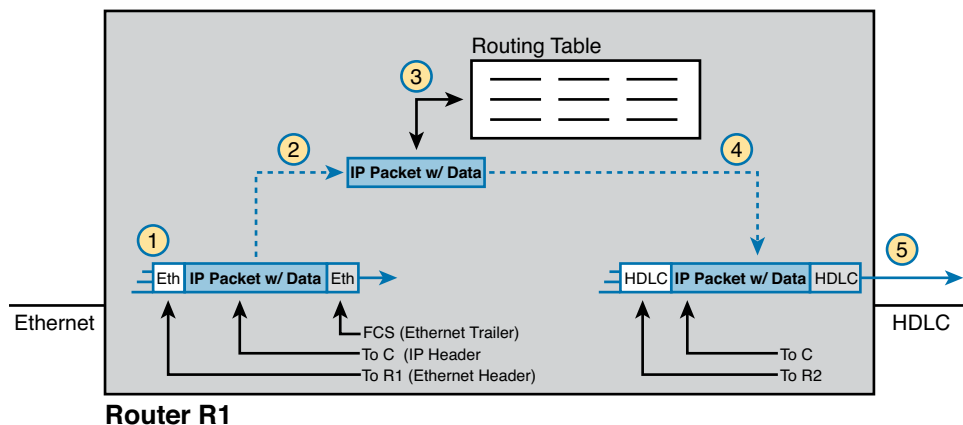 Routing Table
3
2
4
IP Packet w/ Data
1
5
Eth IP Packet w/ Data Eth
HDLC IP Packet w/ Data HDLC
Ethernet
HDLC
FCS (Ethernet Trailer)
To C (IP Header
To R1 (Ethernet Header)
To C
To R2
Router R1